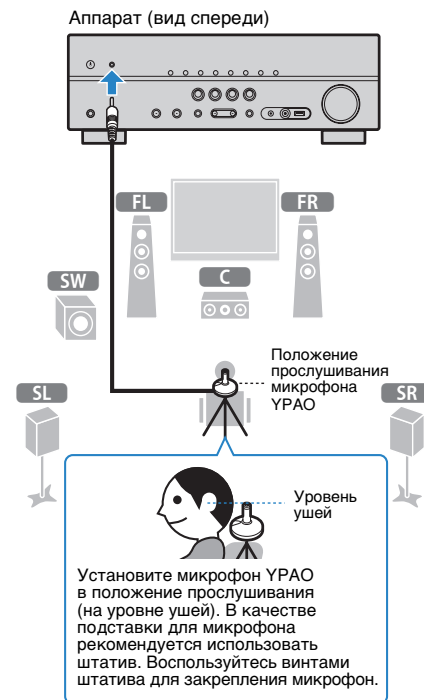 Аппарат (вид спереди)
FL
FR
SW
C
Положение
прослушивания
микрофона
YPAO
SL
SR
Уровень
ушей
Установите микрофон YPAO
в положение прослушивания
(на уровне ушей). В качестве
подставки для микрофона
рекомендуется использовать
штатив. Воспользуйтесь винтами
штатива для закрепления микрофон.